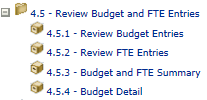 4.5 - Review Budget and FTE Entries
4.5.1 - Review Budget Entries
4.5.2 - Review FTE Entries
4.5.3 - Budget and FTE Summary
4.5.4 - Budget Detail